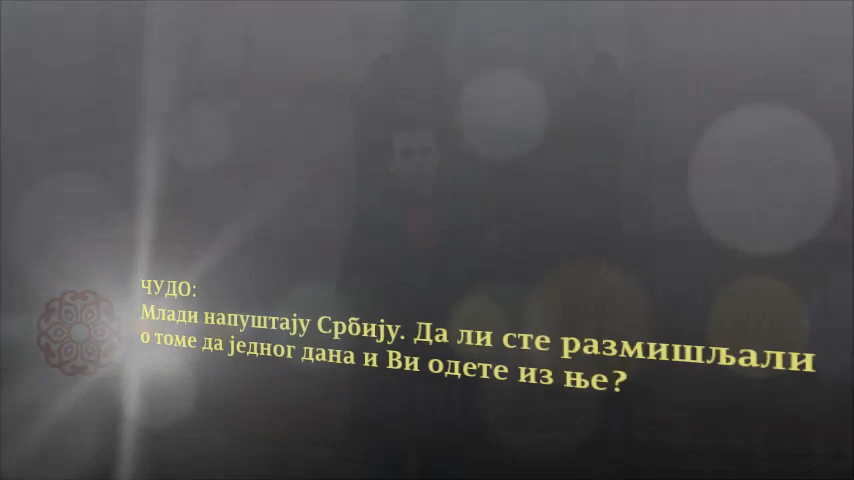 ЧУДО:
Млади напуштају Србију. Да ли сте размишљали
о томе да једног дана и Ви одете из ње?